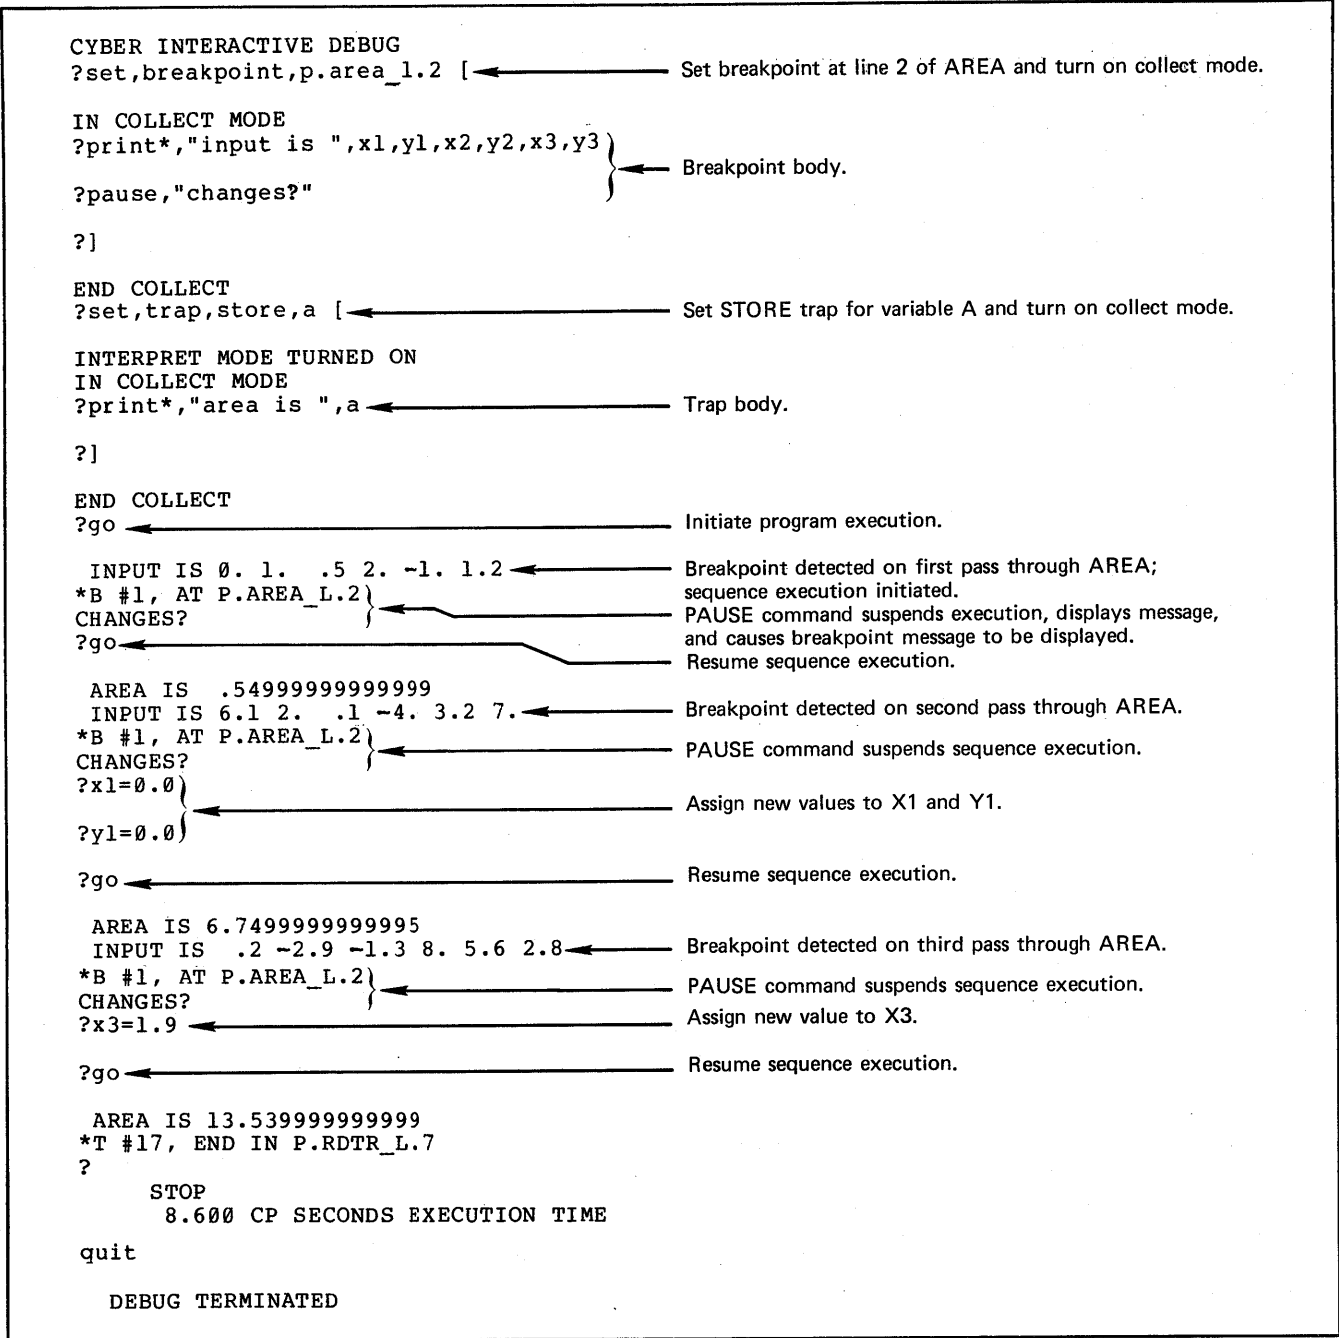 CYBER INTERACTIVE DEBUG
?set,breakpoint,p.area_l.2 [ Set breakpoint at line 2 of AREA and turn on collect mode.
IN COLLECT MODE
?print*,"input is ",x1,y1,x2,y2,x3,y3
Breakpoint body.
?pause,"changes?"
?]
END COLLECT
?set,trap,store,a [ Set STORE trap for variable A and turn on collect mode.
INTERPRET MODE TURNED ON
IN COLLECT MODE
?print*,"area is ",a Trap body.
?]
END COLLECT
?go Initiate program execution.
INPUT IS 0. 1. .5 2. -1. 1.2 Breakpoint detected on first pass through AREA;
*B #1, AT P.AREA_L.2 sequence execution initiated.
CHANGES? PAUSE command suspends execution, displays message,
?go and causes breakpoint message to be displayed.
Resume sequence execution.
AREA IS .54999999999999
INPUT IS 6.1 2. .1 -4. 3.2 7. Breakpoint detected on second pass through AREA.
*B #1, AT P.AREA_L.2
CHANGES? PAUSE command suspends sequence execution.
?x1=0.0
Assign new values to X1 and Y1.
?y1=0.0
?go Resume sequence execution.
AREA IS 6.7499999999995
INPUT IS .2 -2.9 -1.3 8. 5.6 2.8 Breakpoint detected on third pass through AREA.
*B #1, AT P.AREA_L.2
CHANGES? PAUSE command suspends sequence execution.
?x3=1.9 Assign new value to X3.
?go Resume sequence execution.
AREA IS 13.539999999999
*T #17, END IN P.RDTR_L.7
?
STOP
8.600 CP SECONDS EXECUTION TIME
quit
DEBUG TERMINATED